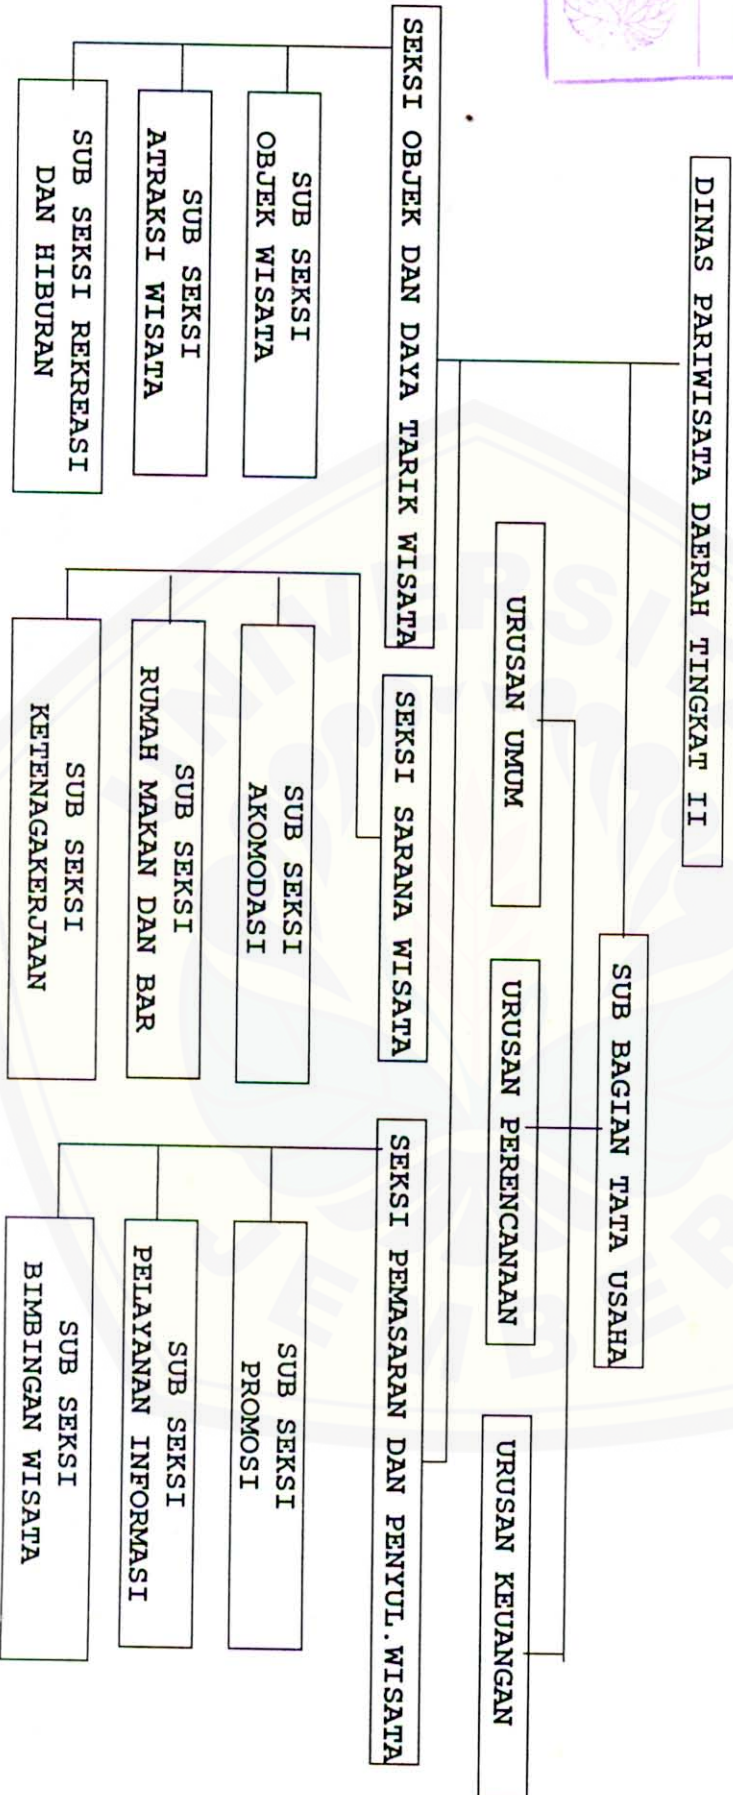 DINAS PARIWISATA DAERAH TINGKAT II
SUB BAGIAN TATA USAHA
URUSAN UMUM
URUSAN PERENCANAAN
URUSAN KEUANGAN
SEKSI OBJEK DAN DAYA TARIK WISATA
SEKSI SARANA WISATA
SEKSI PEMASARAN DAN PENYUL.WISATA
SUB SEKSI
OBJEK WISATA
SUB SEKSI
AKOMODASI
SUB SEKSI
PROMOSI
SUB SEKSI
ATRAKSI WISATA
SUB SEKSI
RUMAH MAKAN DAN BAR
SUB SEKSI
PELAYANAN INFORMASI
SUB SEKSI REKREASI
DAN HIBURAN
SUB SEKSI
KETENAGAKERJAAN
SUB SEKSI
BIMBINGAN WISATA
UNIVERSITAS
JEMBER